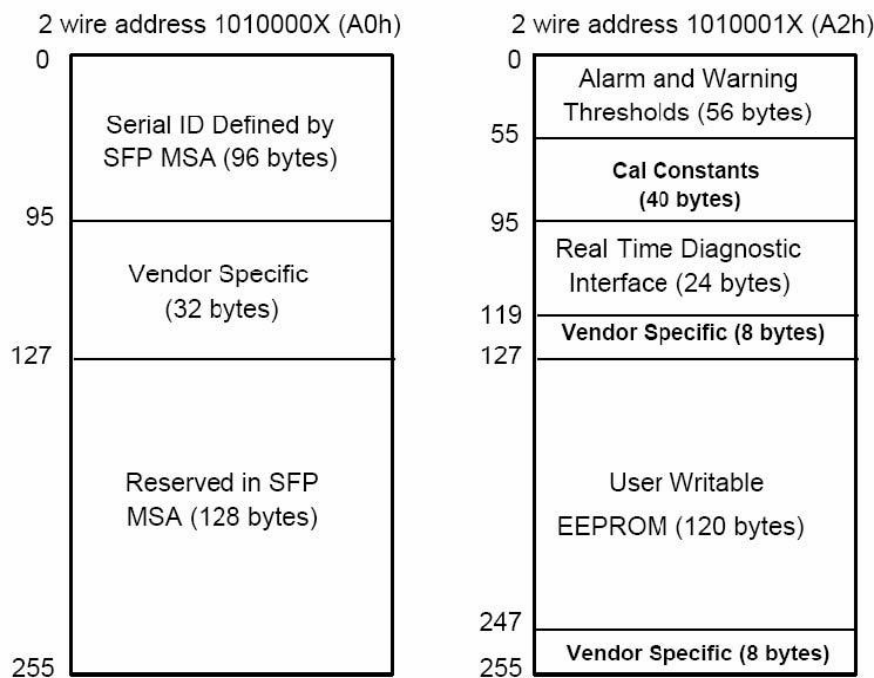 2 wire address 1010000X (A0h)
0
Serial ID Defined by
SFP MSA (96 bytes)
95
Vendor Specific
(32 bytes)
127
Reserved in SFP
MSA (128 bytes)
255
2 wire address 1010001X (A2h)
0
Alarm and Warning
Thresholds (56 bytes)
55
Cal Constants
(40 bytes)
95
Real Time Diagnostic
Interface (24 bytes)
119
Vendor Specific (8 bytes)
127
User Writable
EEPROM (120 bytes)
247
Vendor Specific (8 bytes)
255